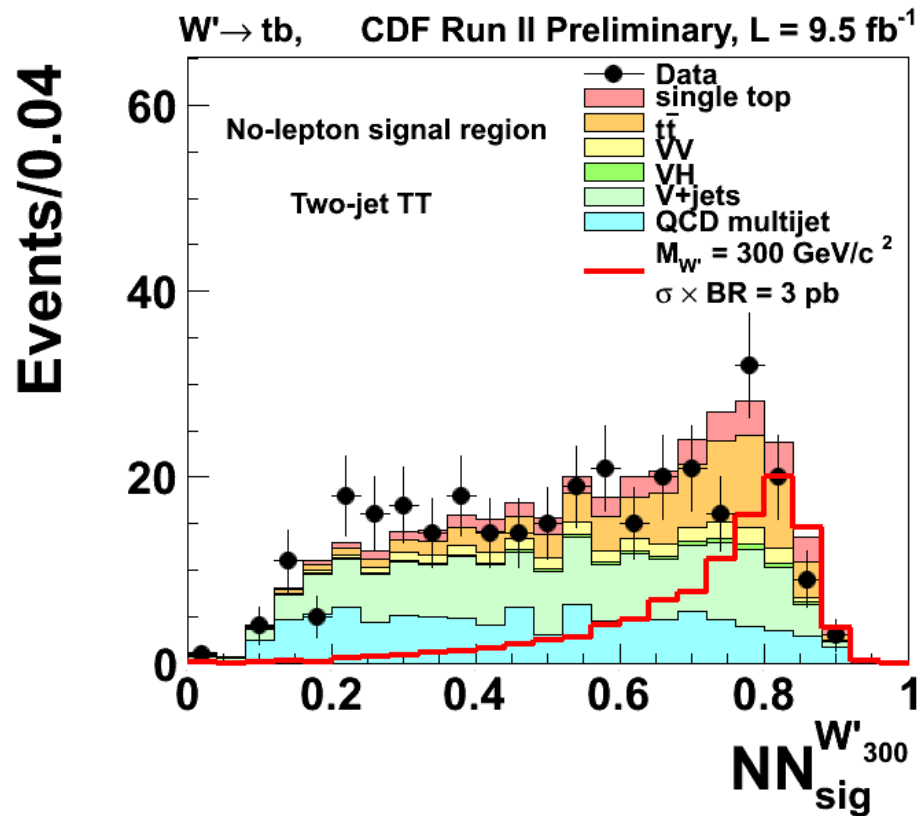 W'→ tb, CDF Run II Preliminary, L = 9.5 fb⁻¹
Events/0.04
60
40
20
0
No-lepton signal region
Two-jet TT
Data
single top
tt̄
VV
VH
V+jets
QCD multijet
M_W' = 300 GeV/c ²
σ × BR = 3 pb
0 0.2 0.4 0.6 0.8 1
NN_sig^W'300